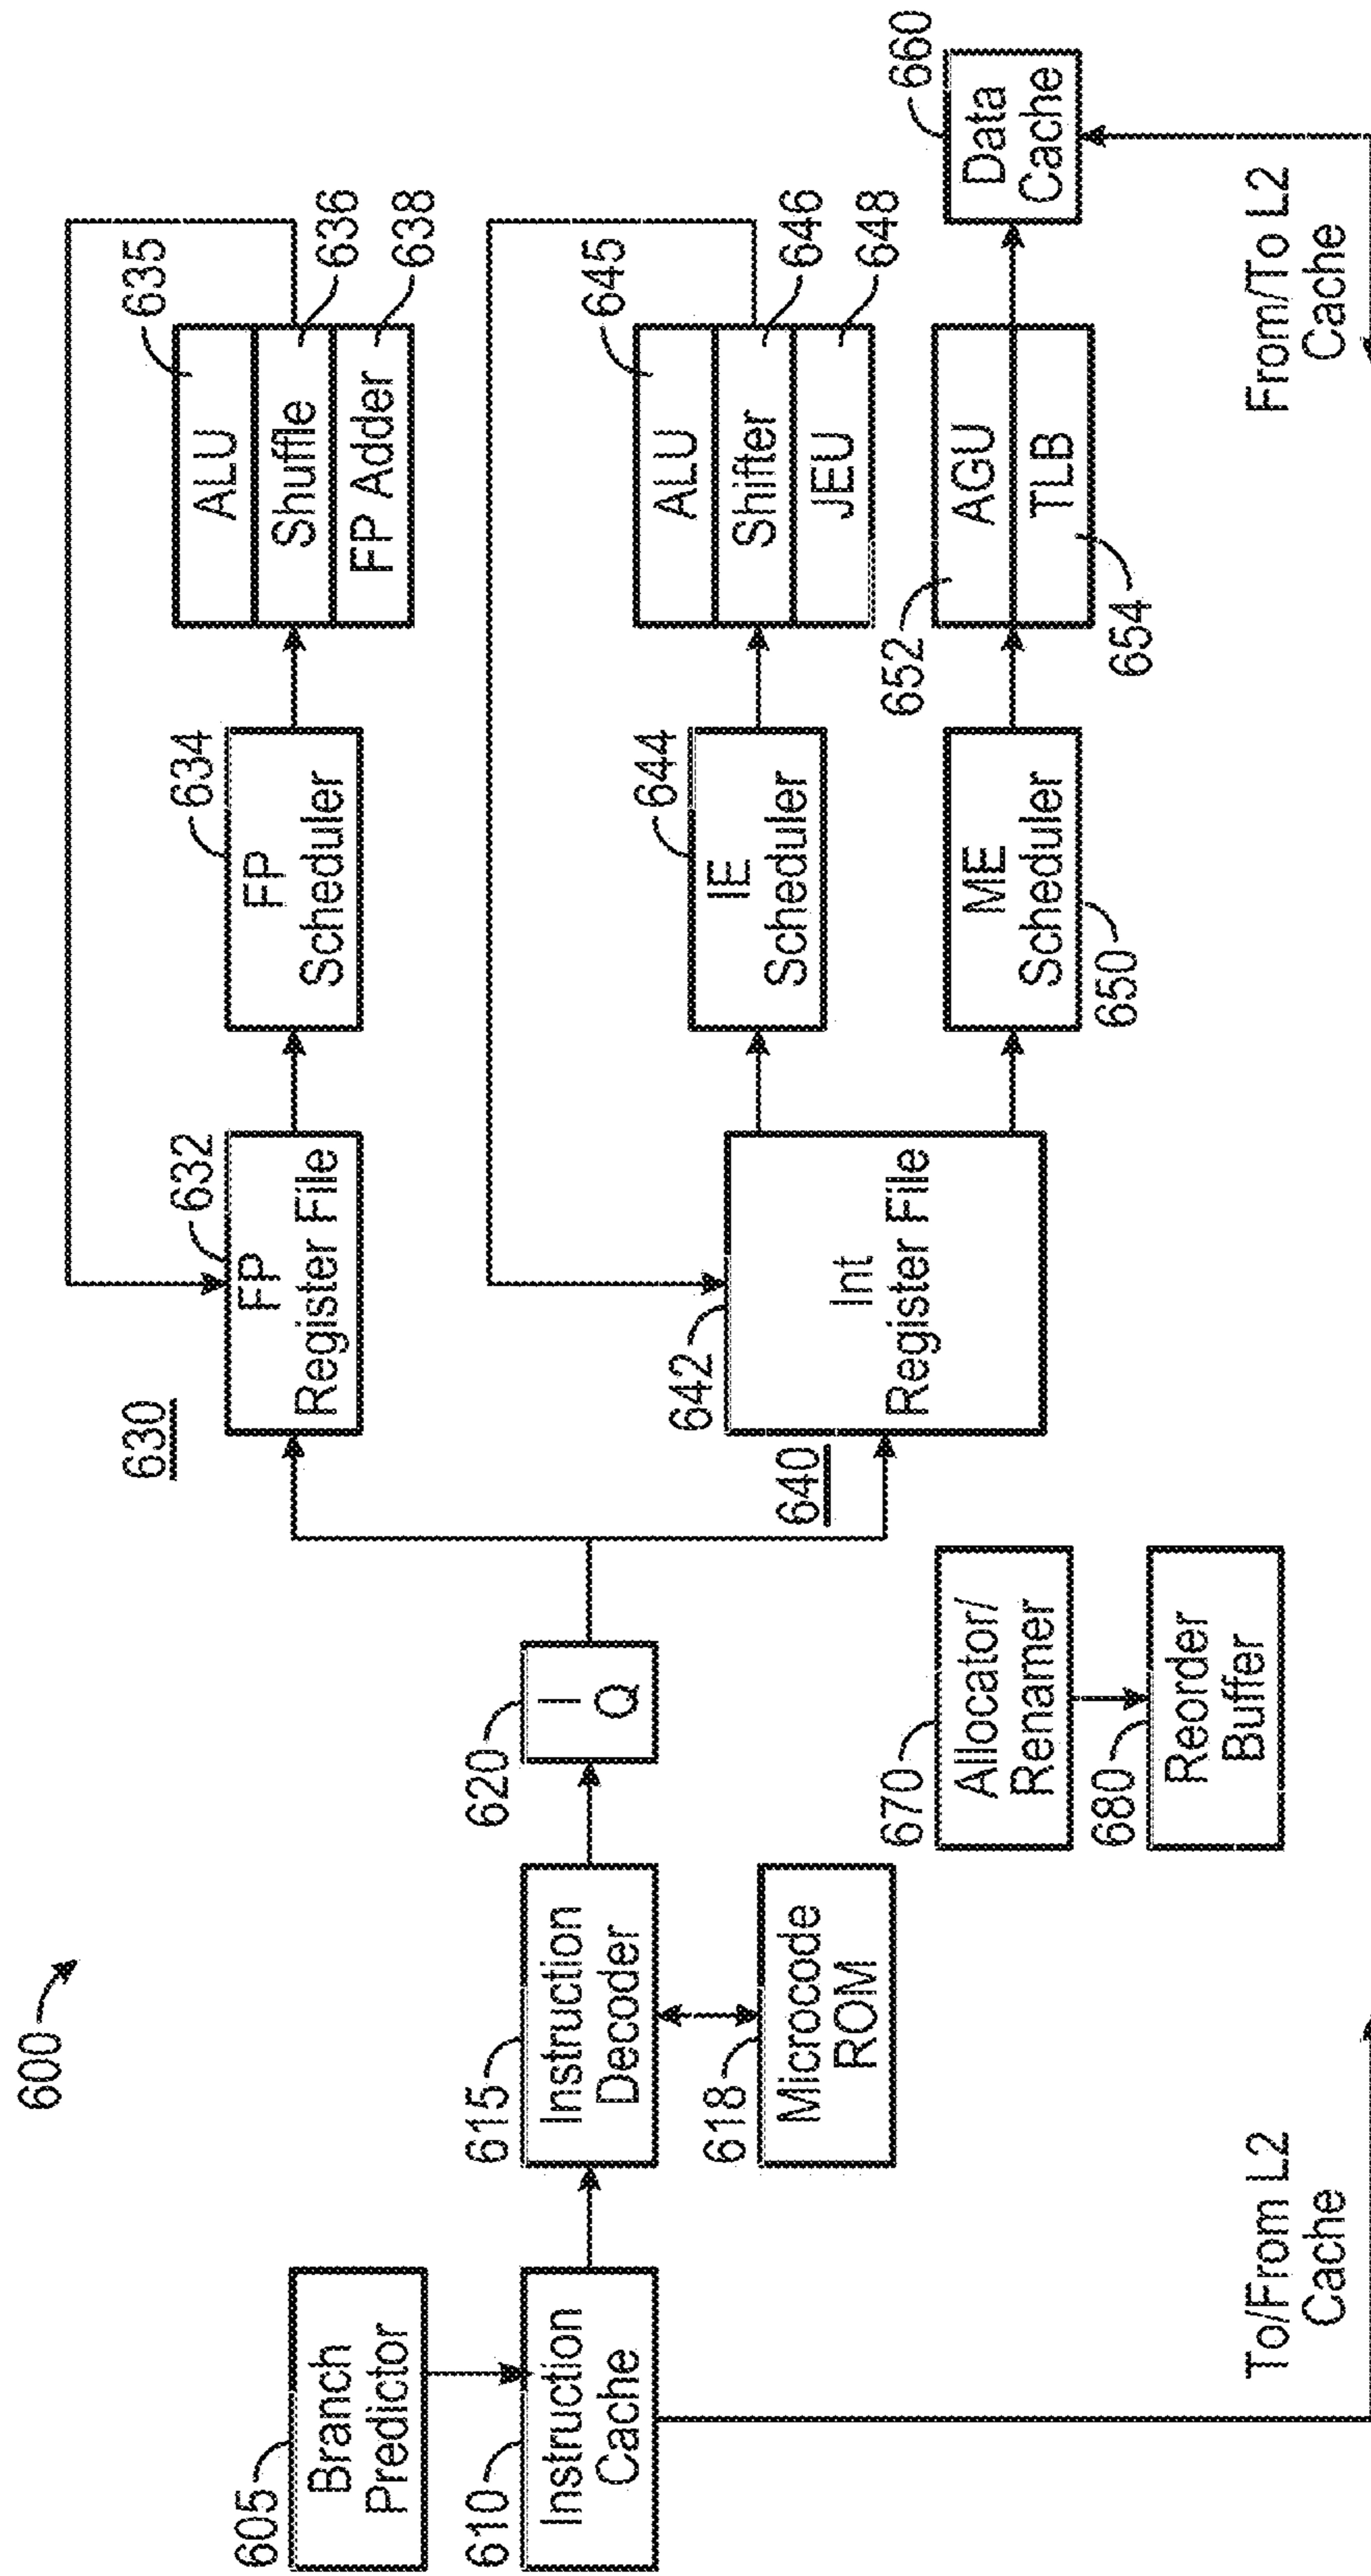 600
605
Branch
Predictor
610
Instruction
Cache
To/From L2
Cache
615
Instruction
Decoder
618
Microcode
ROM
620
I
Q
670
Allocator/
Renamer
680
Reorder
Buffer
630
632
FP
Register File
634
FP
Scheduler
635
ALU
Shuffle
636
FP Adder
638
640
642
Int
Register File
644
IE
Scheduler
645
ALU
Shifter
646
JEU
648
ME
Scheduler
650
652
AGU
TLB
654
660
Data
Cache
From/To L2
Cache